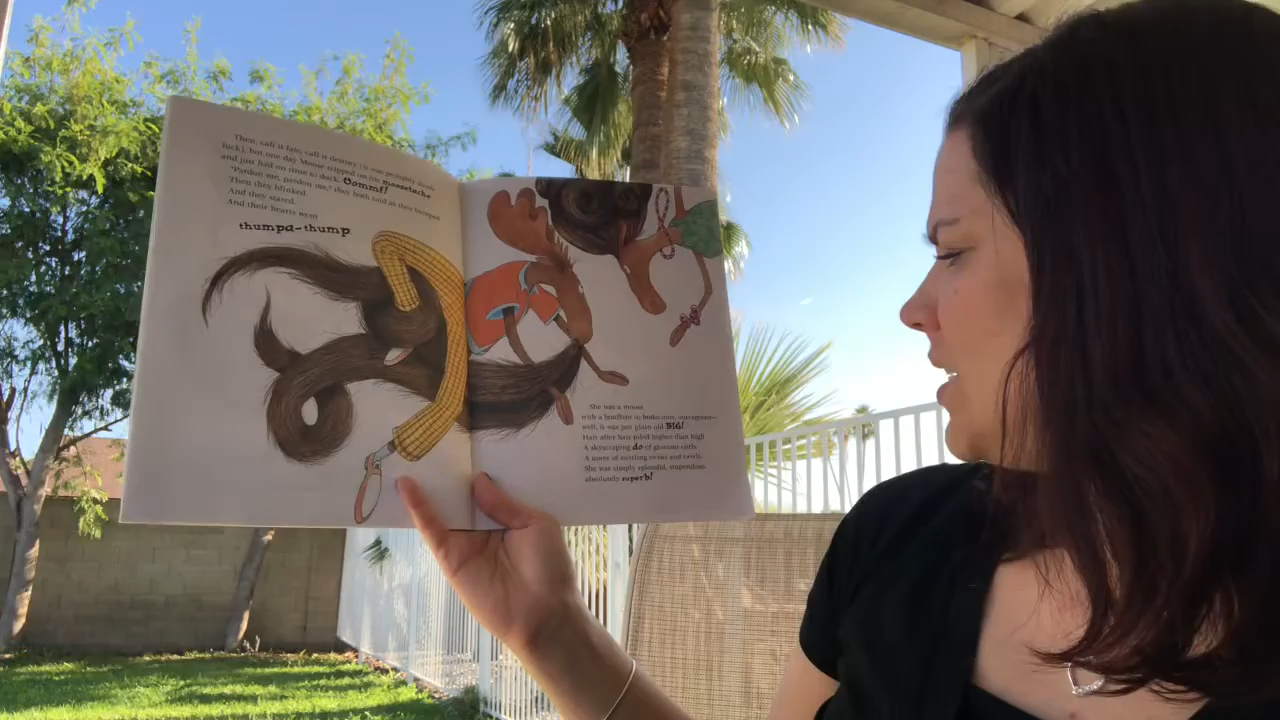 Then, call it fate, call it destiny (it was probably dumb
luck), but one day Moose tripped on his moosetache
and just had no time to duck. Oommf!
"Pardon me, pardon me," they both said as they bumped.
Then they blinked.
And they stared.
And their hearts went
thumpa-thump.
She was a moose
with a bouffant so bodacious, outrageous—
well, it was just plain old BIG!
Hair after hair piled higher than high.
A skyscraping do of glorious curls.
A tower of swirling twists and twirls.
She was simply splendid, stupendous,
absolutely superb!